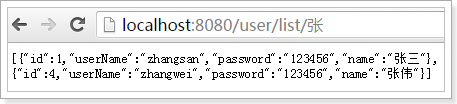 localhost:8080/user/list/张
[{"id":1,"userName":"zhangsan","password":"123456","name":"张三"},
{"id":4,"userName":"zhangwei","password":"123456","name":"张伟"}]